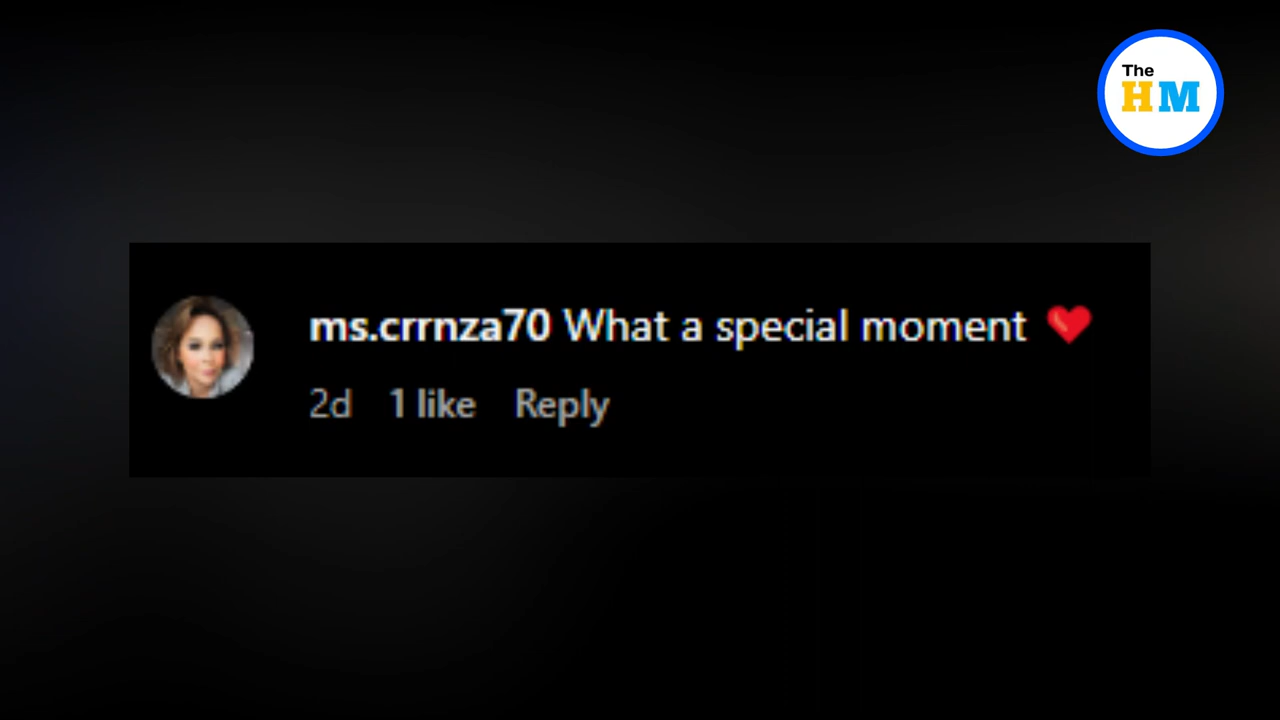 The
HM
ms.crrnza70 What a special moment ❤️
2d 1 like Reply